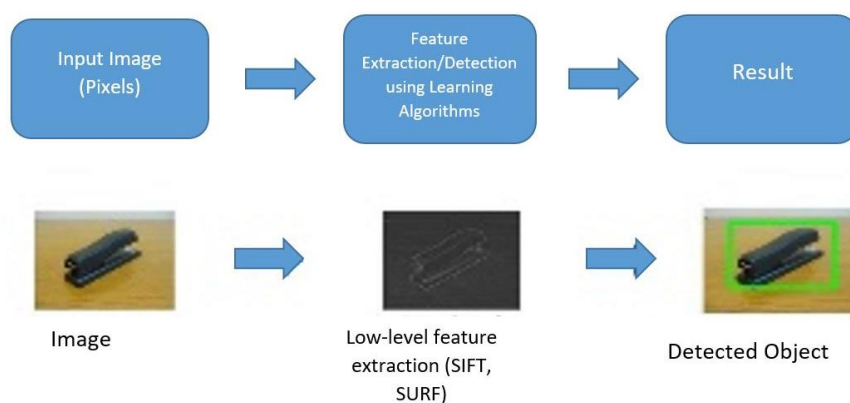 Input Image
(Pixels)
Feature
Extraction/Detection
using Learning
Algorithms
Result
Image
Low-level feature
extraction (SIFT,
SURF)
Detected Object